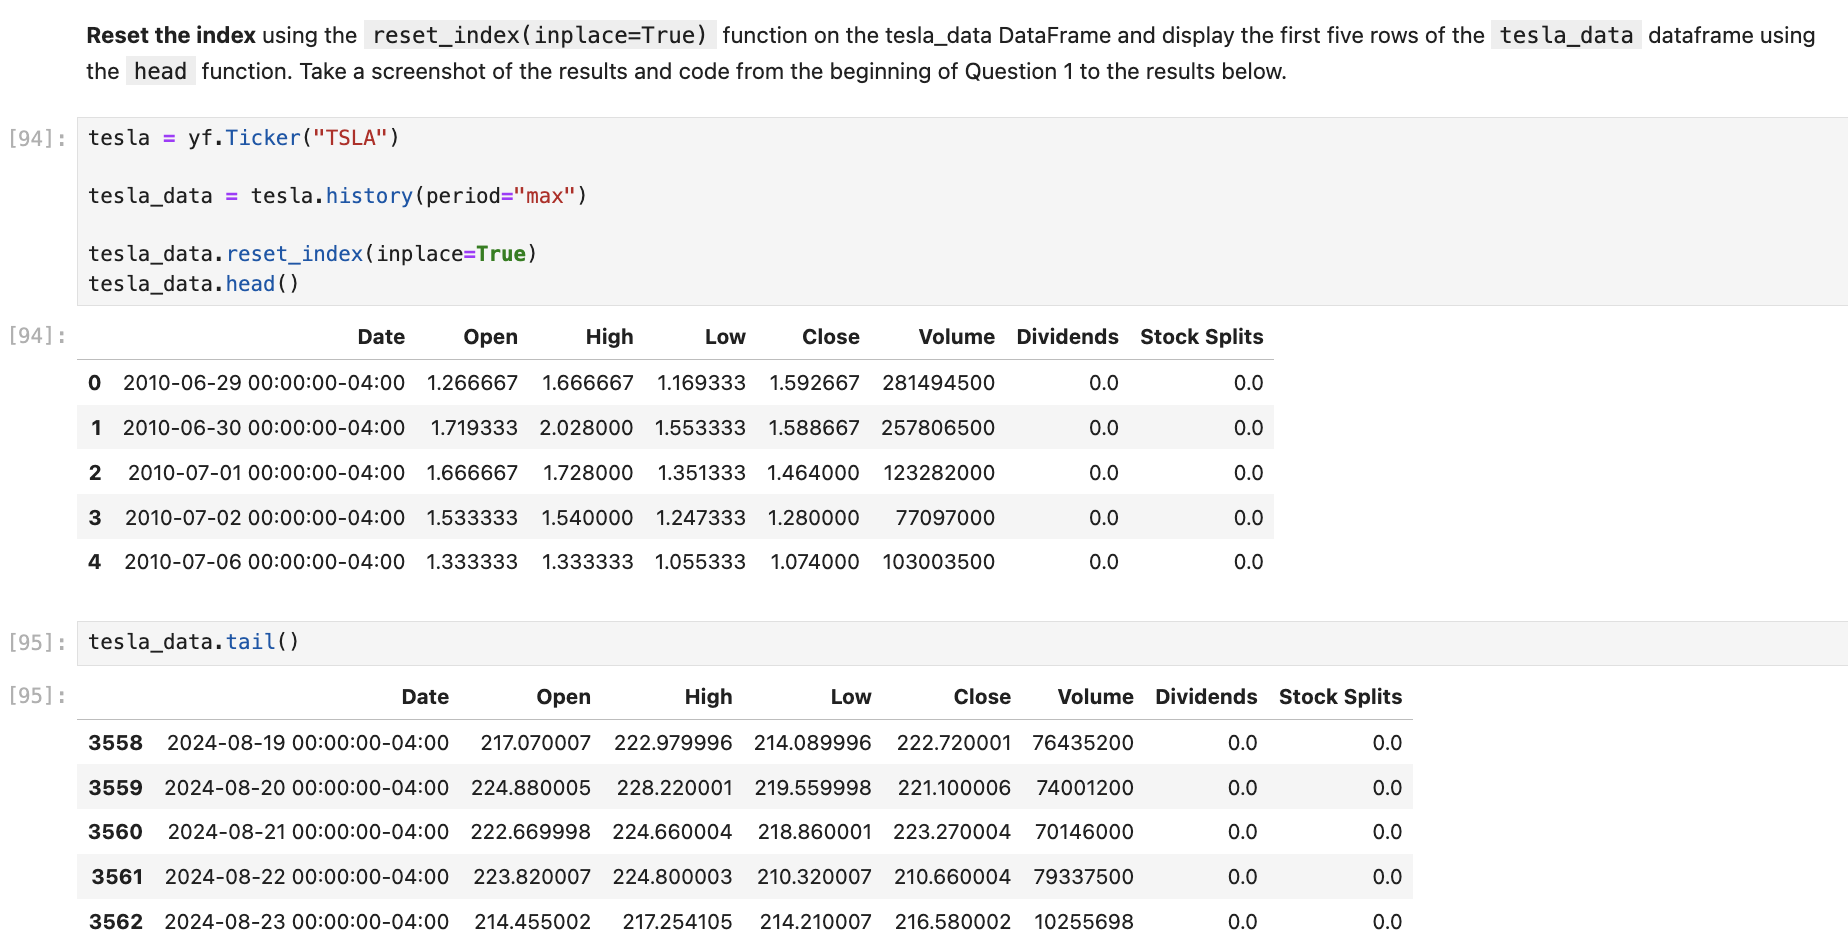 Reset the index using the reset_index(inplace=True) function on the tesla_data DataFrame and display the first five rows of the tesla_data dataframe using
the head function. Take a screenshot of the results and code from the beginning of Question 1 to the results below.
[94]: tesla = yf.Ticker("TSLA")
tesla_data = tesla.history(period="max")
tesla_data.reset_index(inplace=True)
tesla_data.head()
[94]: Date Open High Low Close Volume Dividends Stock Splits
0 2010-06-29 00:00:00-04:00 1.266667 1.666667 1.169333 1.592667 281494500 0.0 0.0
1 2010-06-30 00:00:00-04:00 1.719333 2.028000 1.553333 1.588667 257806500 0.0 0.0
2 2010-07-01 00:00:00-04:00 1.666667 1.728000 1.351333 1.464000 123282000 0.0 0.0
3 2010-07-02 00:00:00-04:00 1.533333 1.540000 1.247333 1.280000 77097000 0.0 0.0
4 2010-07-06 00:00:00-04:00 1.333333 1.333333 1.055333 1.074000 103003500 0.0 0.0
[95]: tesla_data.tail()
[95]: Date Open High Low Close Volume Dividends Stock Splits
3558 2024-08-19 00:00:00-04:00 217.070007 222.979996 214.089996 222.720001 76435200 0.0 0.0
3559 2024-08-20 00:00:00-04:00 224.880005 228.220001 219.559998 221.100006 74001200 0.0 0.0
3560 2024-08-21 00:00:00-04:00 222.669998 224.660004 218.860001 223.270004 70146000 0.0 0.0
3561 2024-08-22 00:00:00-04:00 223.820007 224.800003 210.320007 210.660004 79337500 0.0 0.0
3562 2024-08-23 00:00:00-04:00 214.455002 217.254105 214.210007 216.580002 10255698 0.0 0.0